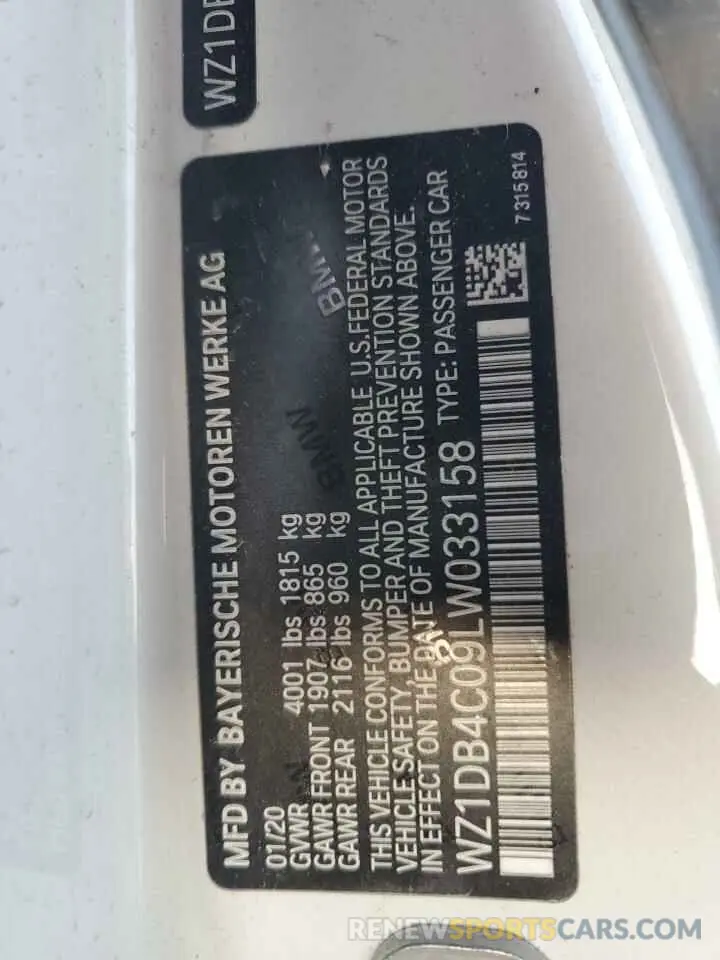 WZ1DB
MFD BY BAYERISCHE MOTOREN WERKE AG
01/20
GVWR 4001 lbs 1815 kg
GAWR FRONT 1907 lbs 865 kg
GAWR REAR 2116 lbs 960 kg
THIS VEHICLE CONFORMS TO ALL APPLICABLE U.S.FEDERAL MOTOR
VEHICLE SAFETY, BUMPER AND THEFT PREVENTION STANDARDS
IN EFFECT ON THE DATE OF MANUFACTURE SHOWN ABOVE.
WZ1DB4C09LW033158 TYPE: PASSENGER CAR
7315814
BMW
BMW
RENEWSPORTSCARS.COM